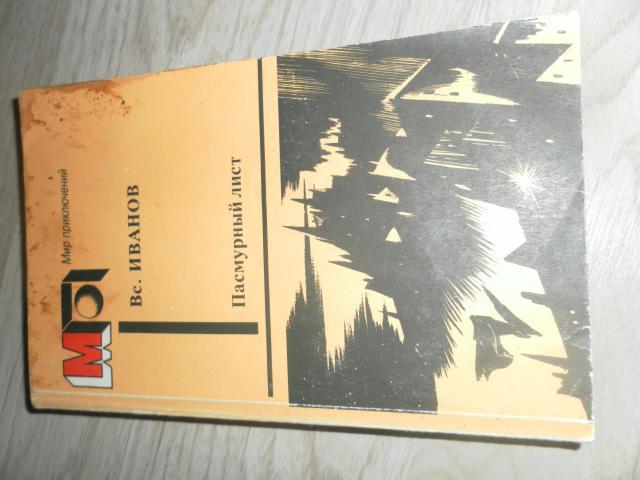 МП
Мир приключений
Вс. ИВАНОВ
Пасмурный лист